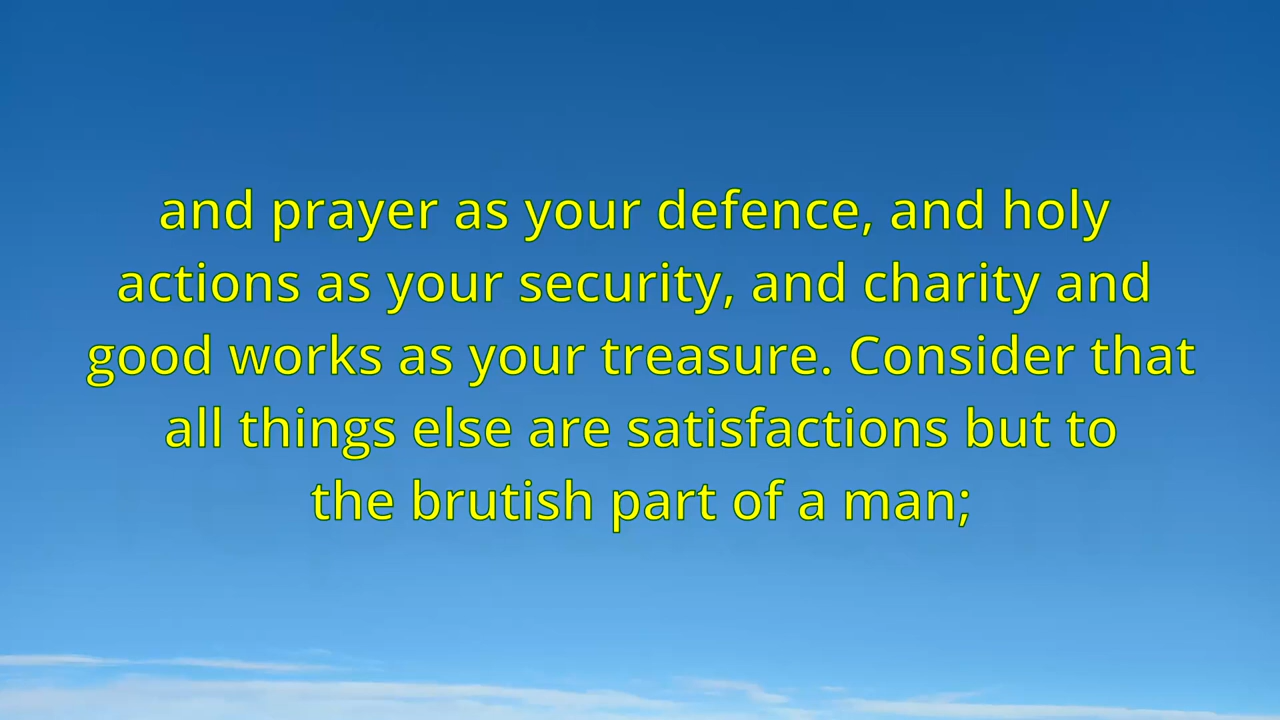 and prayer as your defence, and holy
actions as your security, and charity and
good works as your treasure. Consider that
all things else are satisfactions but to
the brutish part of a man;